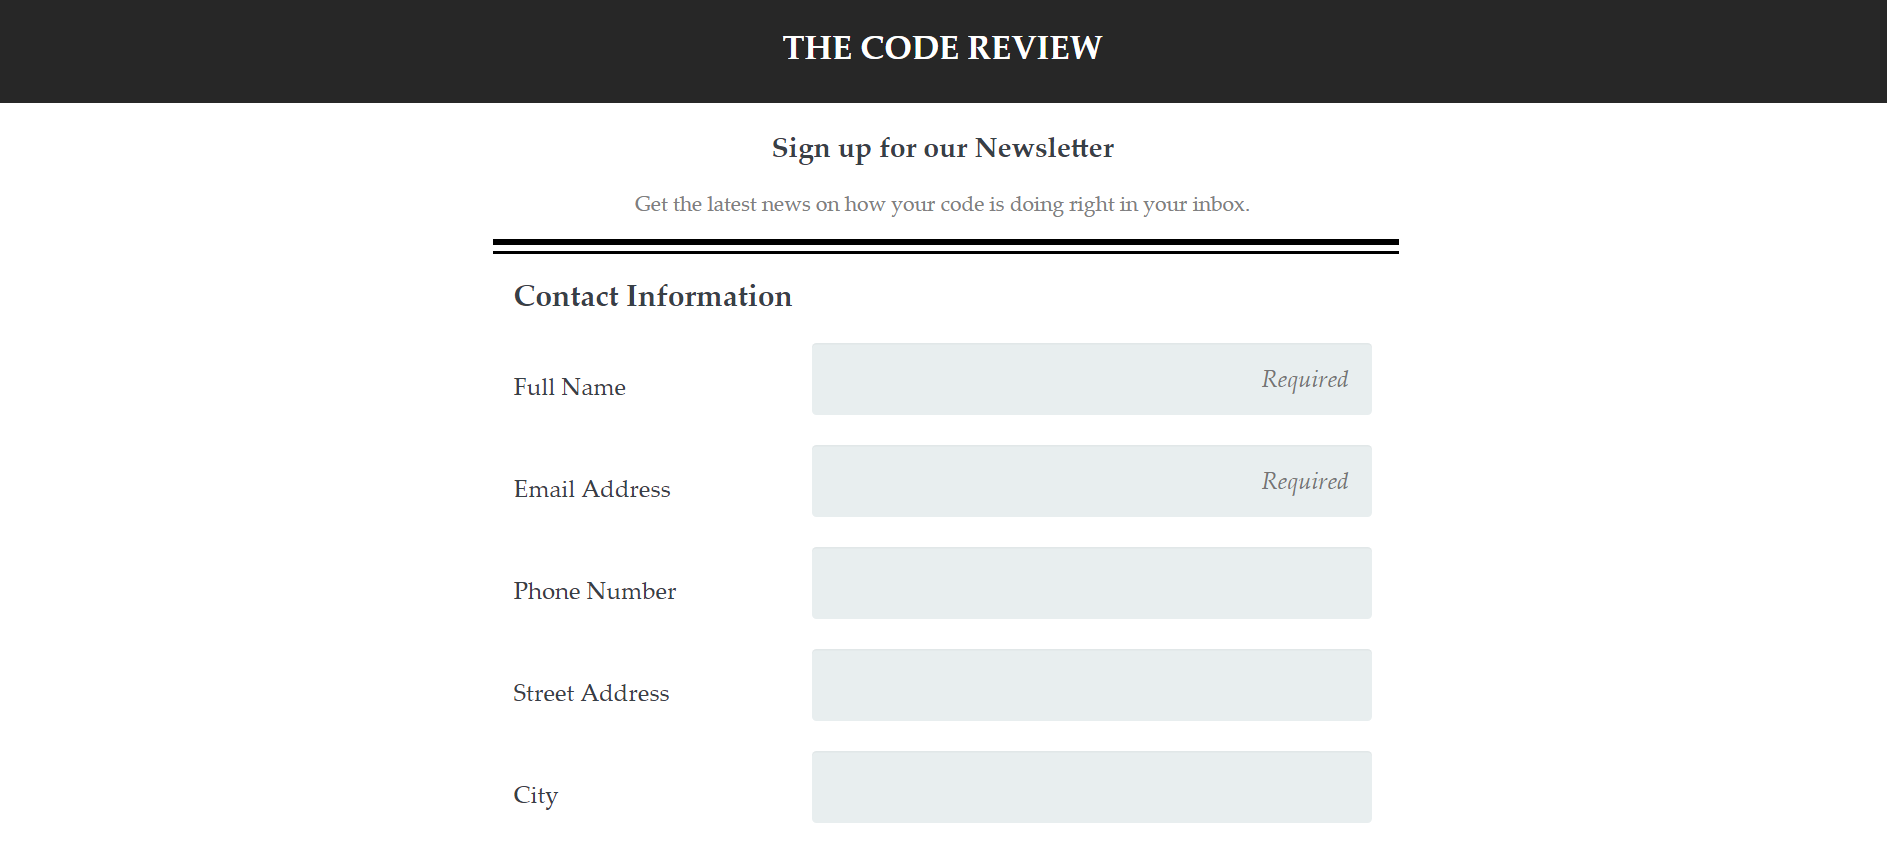 THE CODE REVIEW
Sign up for our Newsletter
Get the latest news on how your code is doing right in your inbox.
Contact Information
Full Name
Required
Email Address
Required
Phone Number
Street Address
City